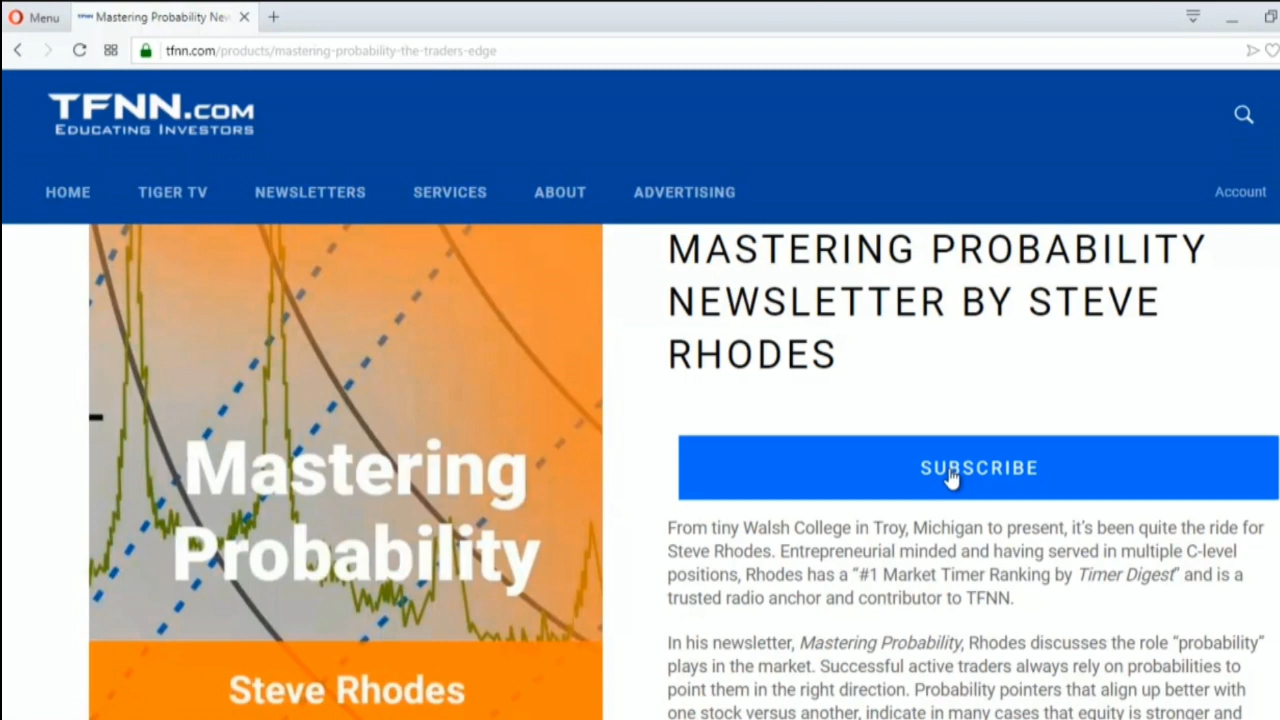 Menu
Mastering Probability New
tfnn.com/products/mastering-probability-the-traders-edge
TFNN.COM
EDUCATING INVESTORS
HOME TIGER TV NEWSLETTERS SERVICES ABOUT ADVERTISING Account
Mastering
Probability
Steve Rhodes
MASTERING PROBABILITY
NEWSLETTER BY STEVE
RHODES
SUBSCRIBE
From tiny Walsh College in Troy, Michigan to present, it’s been quite the ride for
Steve Rhodes. Entrepreneurial minded and having served in multiple C-level
positions, Rhodes has a “#1 Market Timer Ranking by Timer Digest” and is a
trusted radio anchor and contributor to TFNN.
In his newsletter, Mastering Probability, Rhodes discusses the role “probability”
plays in the market. Successful active traders always rely on probabilities to
point them in the right direction. Probability pointers that align up better with
one stock versus another, indicate in many cases that equity is stronger and